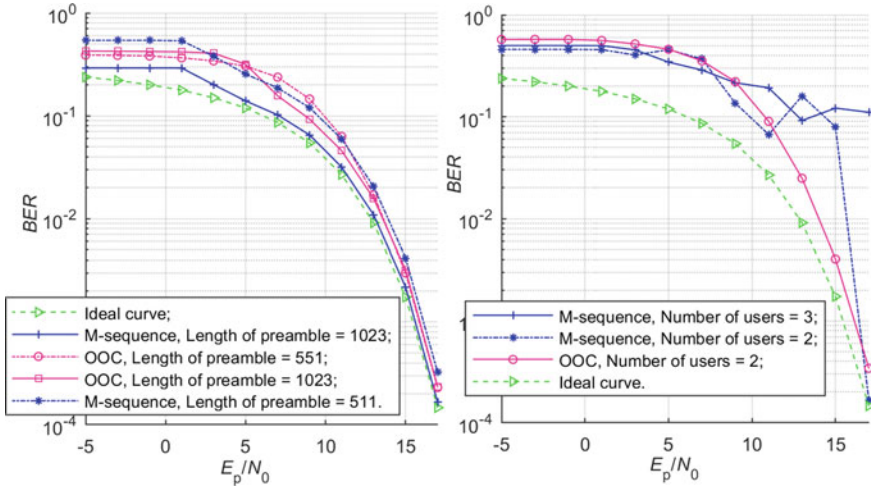 10^0
10^-1
10^-2
10^-4
BER
-5
0
5
10
15
E_p/N_0
Ideal curve;
M-sequence, Length of preamble = 1023;
OOC, Length of preamble = 551;
OOC, Length of preamble = 1023;
M-sequence, Length of preamble = 511.
10^0
10^-1
10^-2
10^-4
BER
-5
0
5
10
15
E_p/N_0
M-sequence, Number of users = 3;
M-sequence, Number of users = 2;
OOC, Number of users = 2;
Ideal curve.